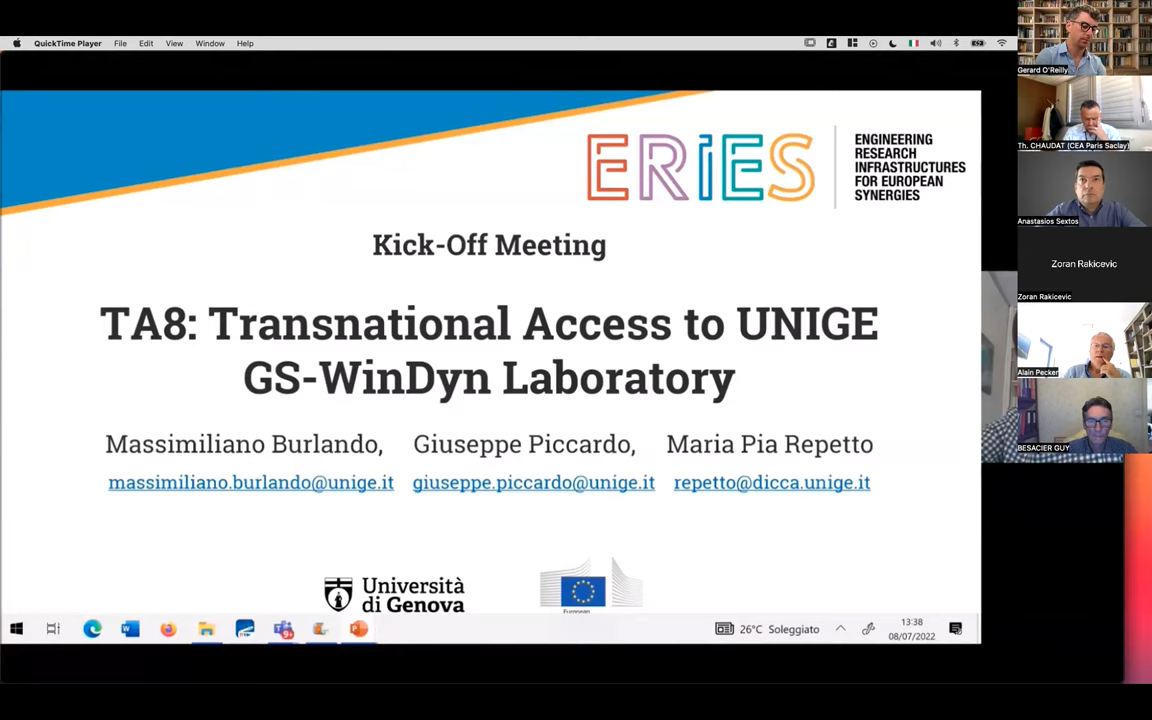 QuickTime Player File Edit View Window Help
ERIES
ENGINEERING
RESEARCH
INFRASTRUCTURES
FOR EUROPEAN
SYNERGIES
Kick-Off Meeting
TA8: Transnational Access to UNIGE
GS-WinDyn Laboratory
Massimiliano Burlando, Giuseppe Piccardo, Maria Pia Repetto
massimiliano.burlando@unige.it giuseppe.piccardo@unige.it repetto@dicca.unige.it
Università
di Genova
European
26°C Soleggiato
13:38
08/07/2022
9+
Gerard O'Reilly
Th. CHAUDAT (CEA Paris Saclay)
Anastasios Sextos
Zoran Rakicevic
Zoran Rakicevic
Alain Pecker
BESACIER GUY